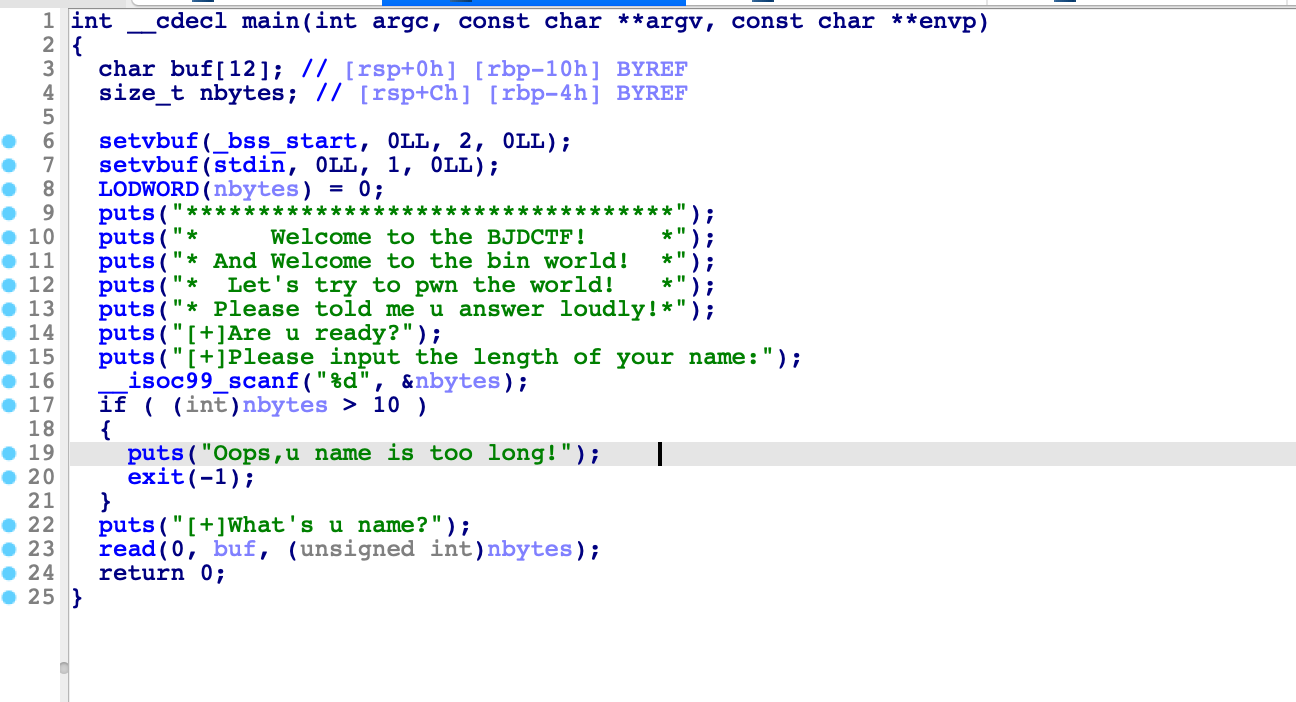 1 int __cdecl main(int argc, const char **argv, const char **envp)
2 {
3   char buf[12]; // [rsp+0h] [rbp-10h] BYREF
4   size_t nbytes; // [rsp+Ch] [rbp-4h] BYREF
5
6   setvbuf(_bss_start, 0LL, 2, 0LL);
7   setvbuf(stdin, 0LL, 1, 0LL);
8   LODWORD(nbytes) = 0;
9   puts("**********************************");
10   puts("*     Welcome to the BJDCTF!     *");
11   puts("* And Welcome to the bin world!  *");
12   puts("*  Let's try to pwn the world!   *");
13   puts("* Please told me u answer loudly!*");
14   puts("[+]Are u ready?");
15   puts("[+]Please input the length of your name:");
16   __isoc99_scanf("%d", &nbytes);
17   if ( (int)nbytes > 10 )
18   {
19     puts("Oops,u name is too long!");
20     exit(-1);
21   }
22   puts("[+]What's u name?");
23   read(0, buf, (unsigned int)nbytes);
24   return 0;
25 }